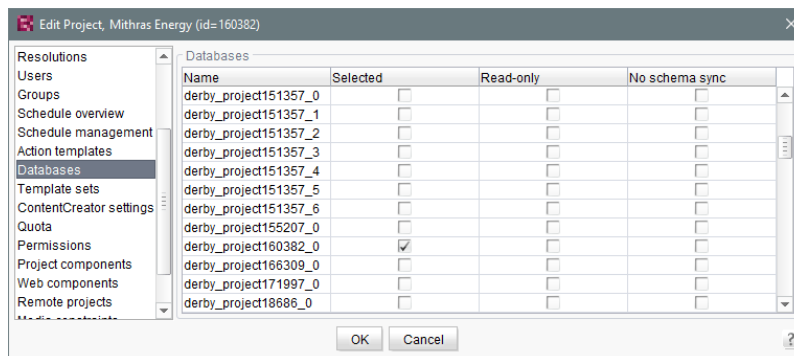 Edit Project, Mithras Energy (id=160382)
Resolutions
Users
Groups
Schedule overview
Schedule management
Action templates
Databases
Template sets
ContentCreator settings
Quota
Permissions
Project components
Web components
Remote projects
Databases
Name Selected Read-only No schema sync
derby_project151357_0
derby_project151357_1
derby_project151357_2
derby_project151357_3
derby_project151357_4
derby_project151357_5
derby_project151357_6
derby_project155207_0
derby_project160382_0
derby_project166309_0
derby_project171997_0
derby_project18686_0
OK Cancel
?